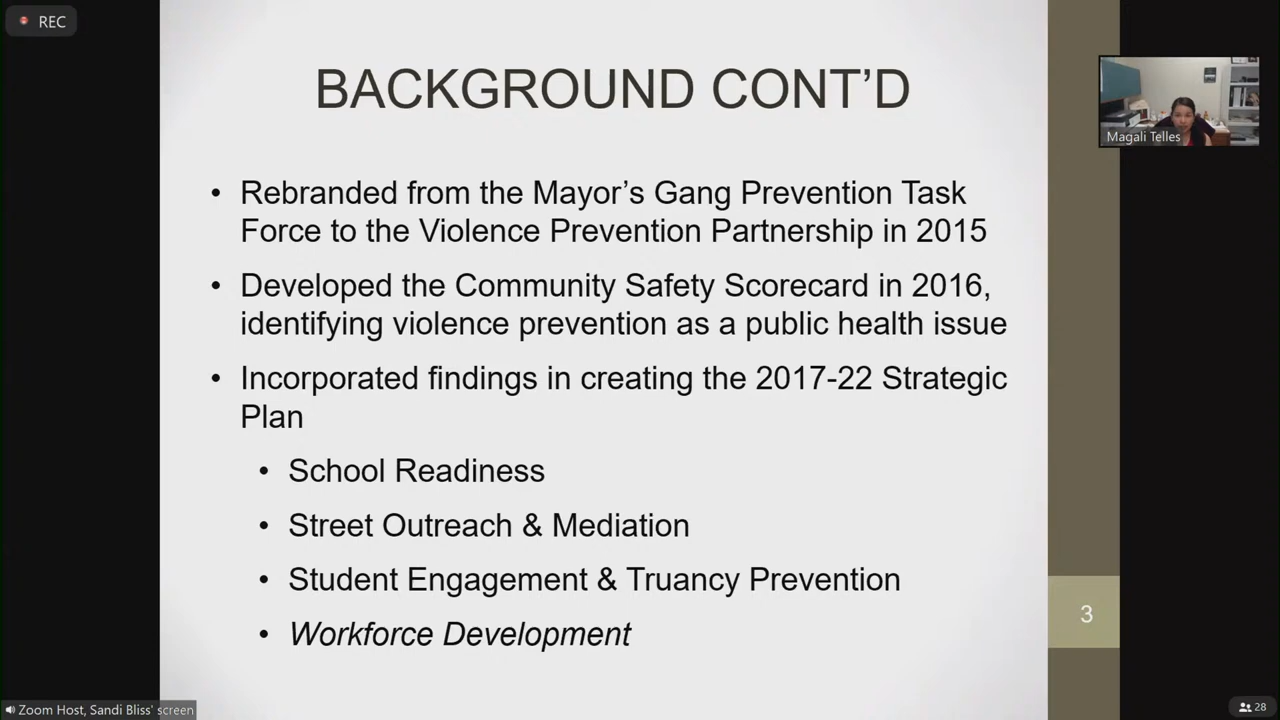 REC
BACKGROUND CONT’D
• Rebranded from the Mayor’s Gang Prevention Task
Force to the Violence Prevention Partnership in 2015
• Developed the Community Safety Scorecard in 2016,
identifying violence prevention as a public health issue
• Incorporated findings in creating the 2017-22 Strategic
Plan
• School Readiness
• Street Outreach & Mediation
• Student Engagement & Truancy Prevention
• Workforce Development
3
Magali Telles
Zoom Host, Sandi Bliss' screen
28